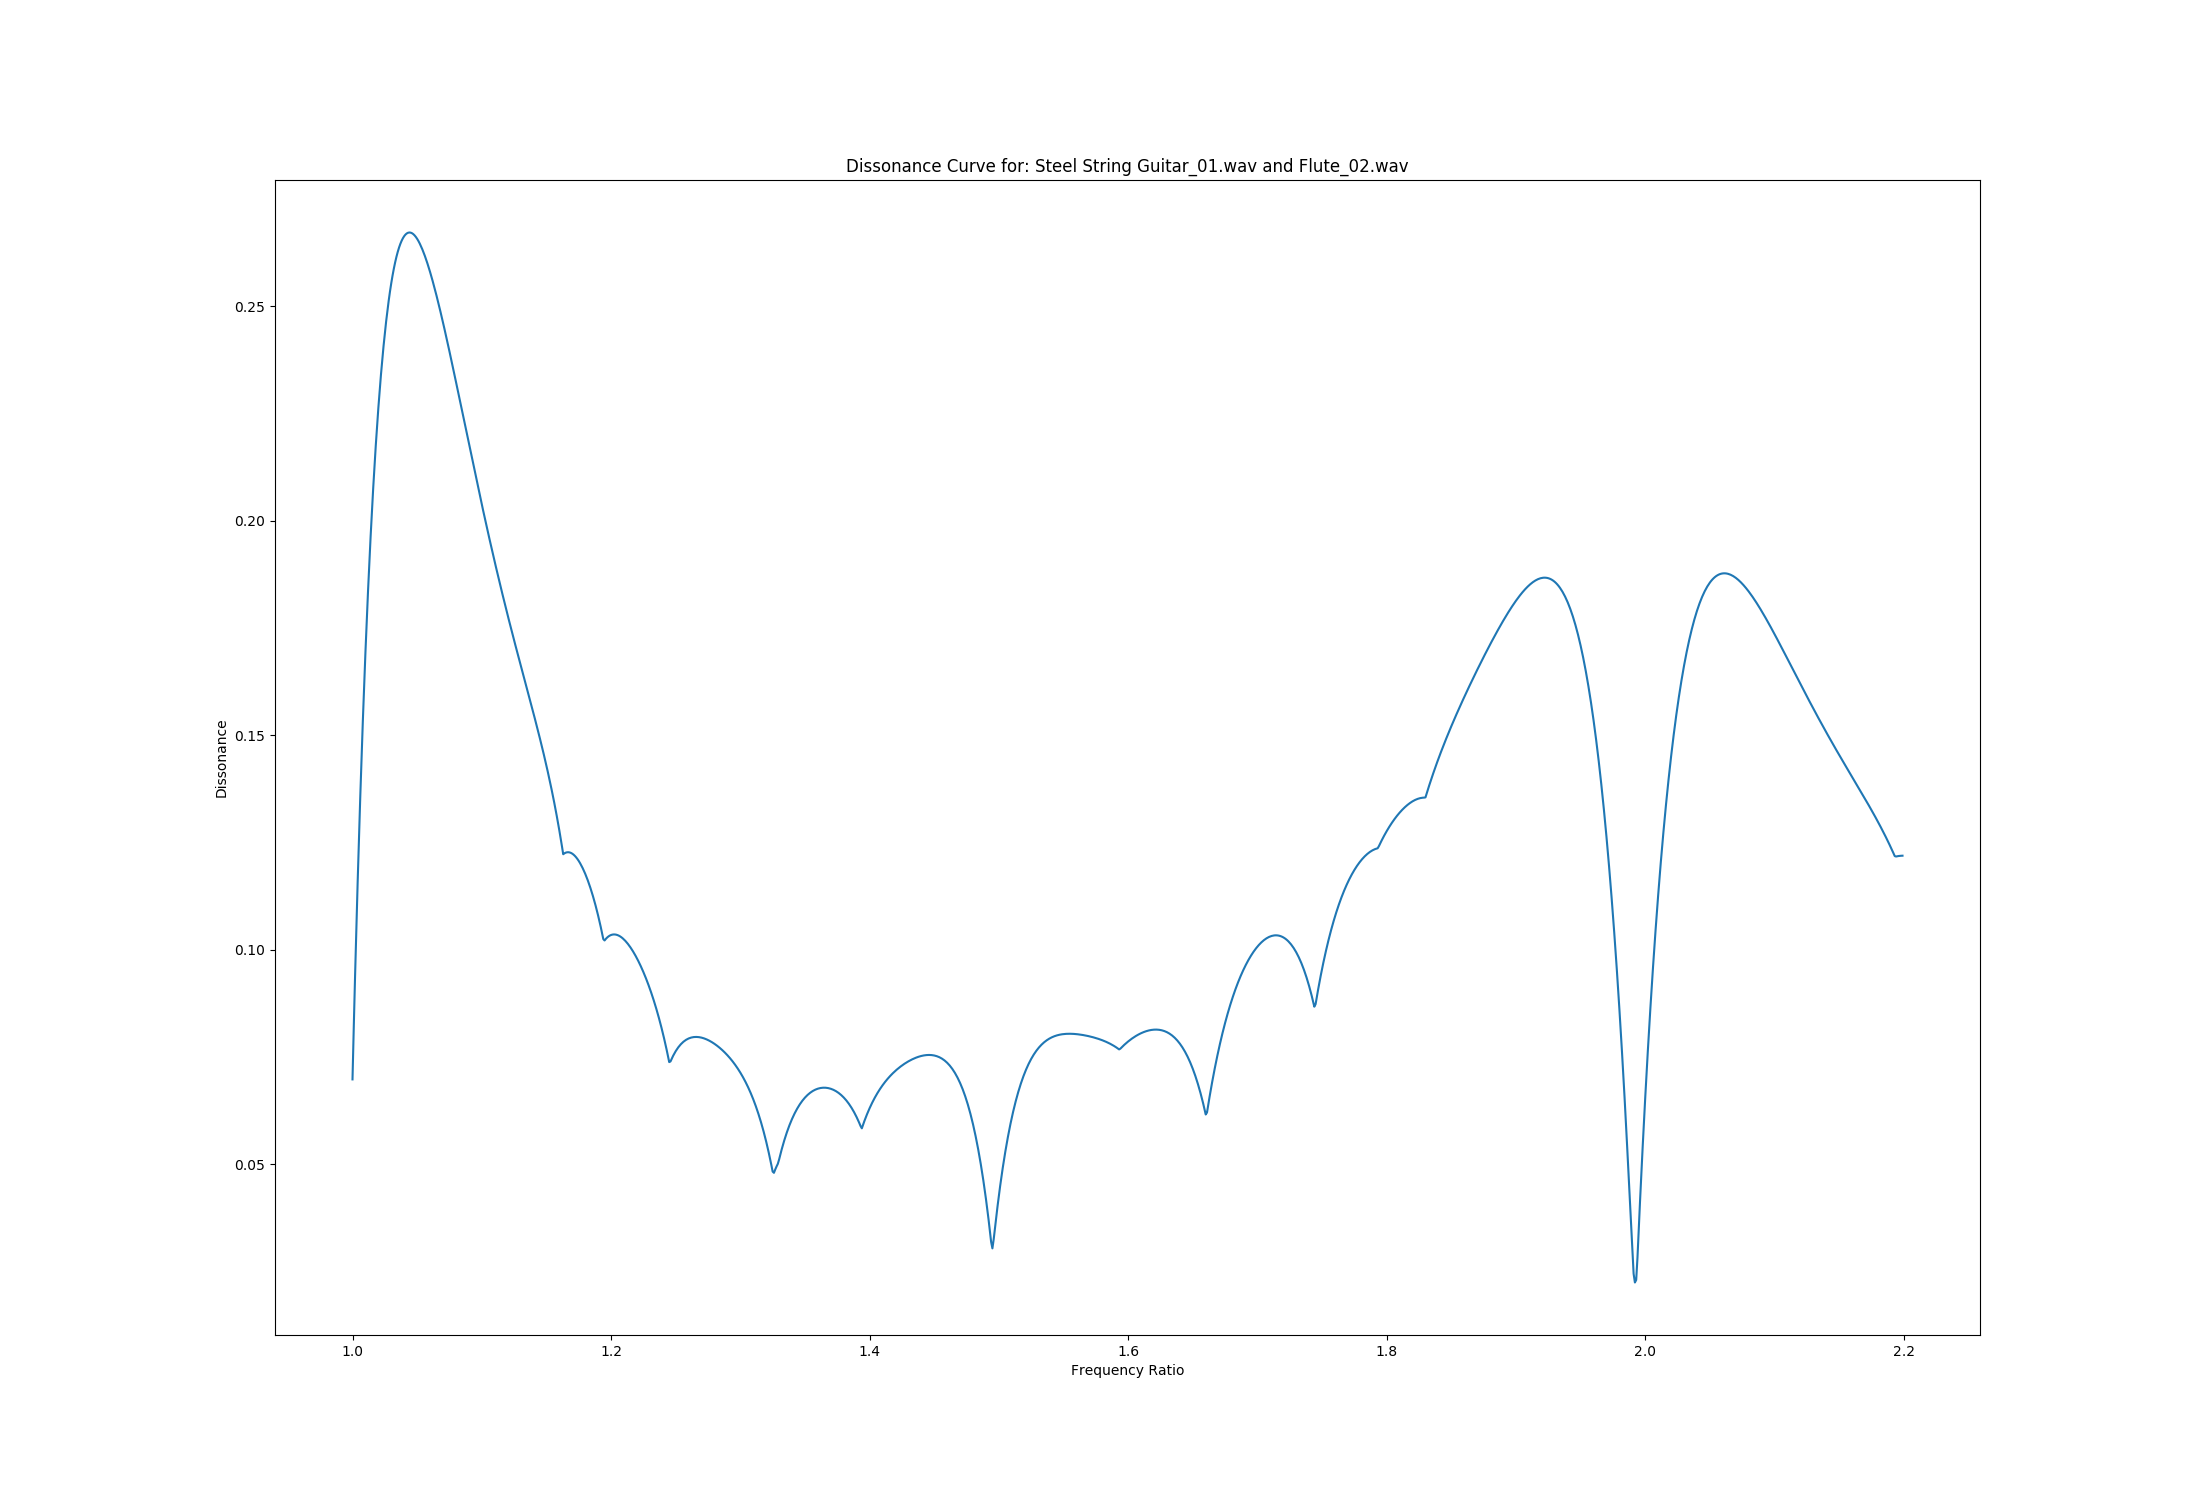 Dissonance Curve for: Steel String Guitar_01.wav and Flute_02.wav
0.25
0.20
0.15
0.10
0.05
Dissonance
1.0 1.2 1.4 1.6 1.8 2.0 2.2
Frequency Ratio